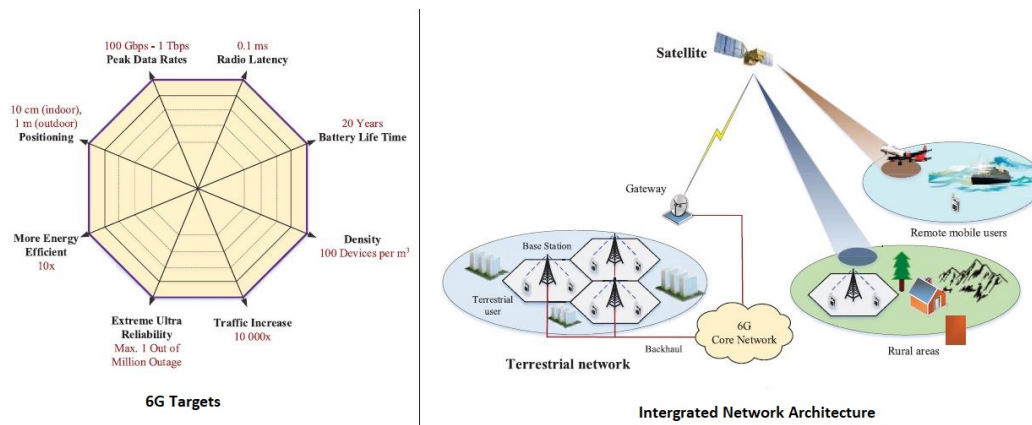 100 Gbps - 1 Tbps
Peak Data Rates
0.1 ms
Radio Latency
10 cm (indoor),
1 m (outdoor)
Positioning
20 Years
Battery Life Time
More Energy
Efficient
10x
Density
100 Devices per m³
Extreme Ultra
Reliability
Max. 1 Out of
Million Outage
Traffic Increase
10 000x
6G Targets
Satellite
Gateway
Remote mobile users
Base Station
Terrestrial
user
6G
Core Network
Backhaul
Terrestrial network
Rural areas
Intergrated Network Architecture